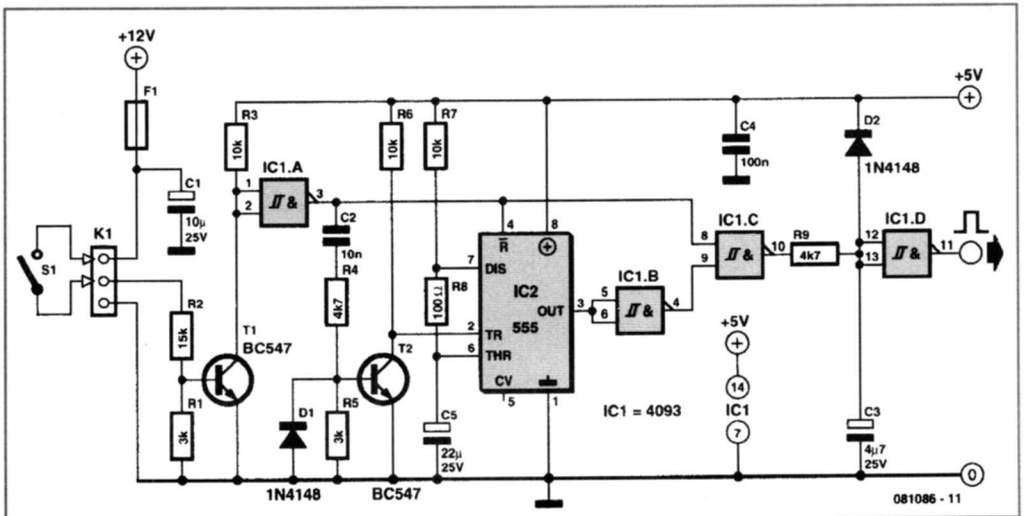 +12V
F1
C1
10µ
25V
S1
K1
R2
15k
R1
3k
R3
10k
T1
BC547
IC1.A
1
2
3
&
C2
10n
R4
4k7
D1
1N4148
R5
3k
T2
BC547
R6
10k
R7
10k
R8
100Ω
C5
22µ
25V
4
8
R
7
DIS
IC2
555
OUT
3
2
TR
6
THR
CV
5
1
IC1.B
5
6
4
&
IC1 = 4093
IC1.C
8
9
10
&
R9
4k7
C4
100n
+5V
14
IC1
7
+5V
D2
1N4148
IC1.D
12
13
11
&
C3
4µ7
25V
0
081086 - 11